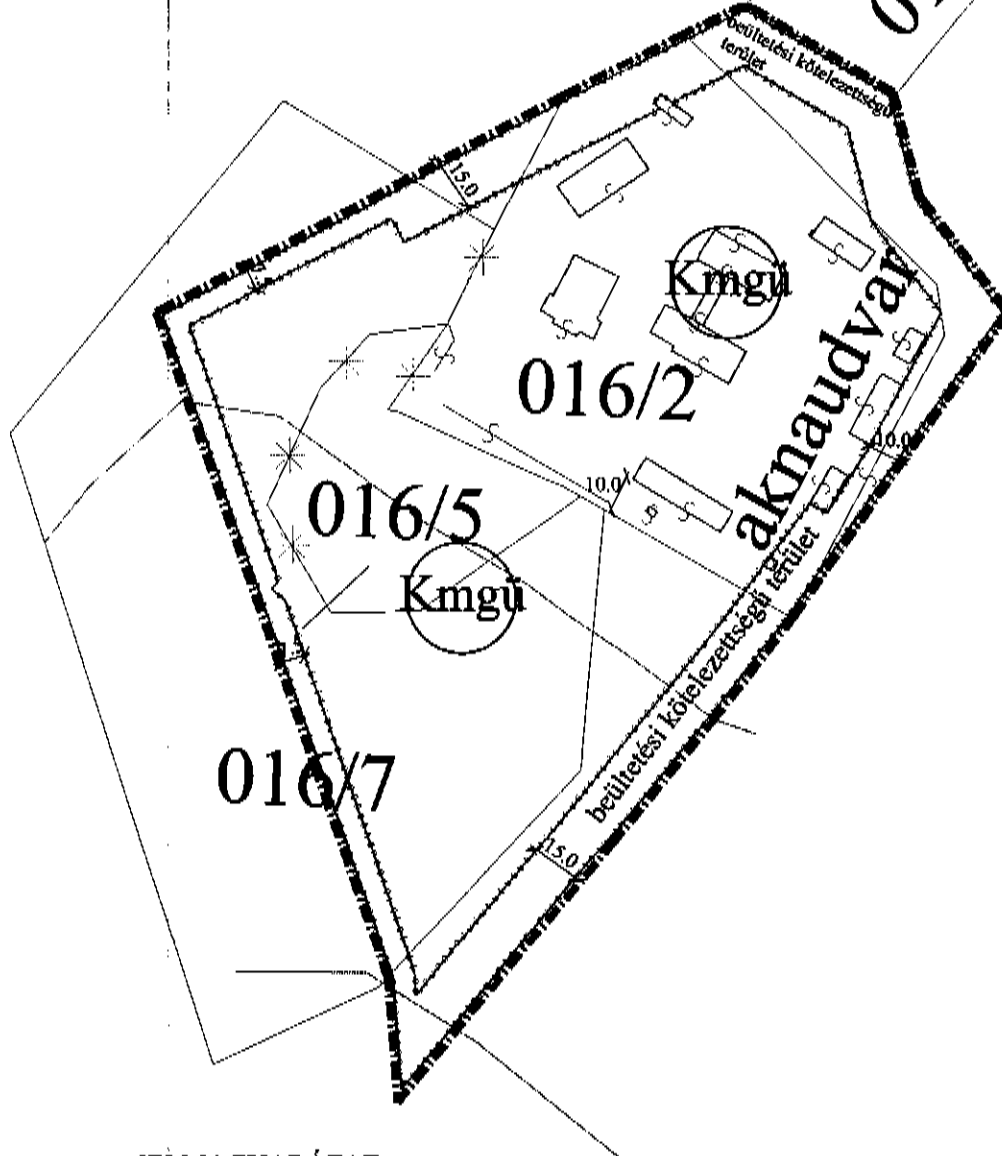 beültetési kötelezettségű
terület
15.0
Kmgü
016/2
aknaudvar
10.0
10.0
016/5
Kmgü
beültetési kötelezettségű terület
016/7
15.0